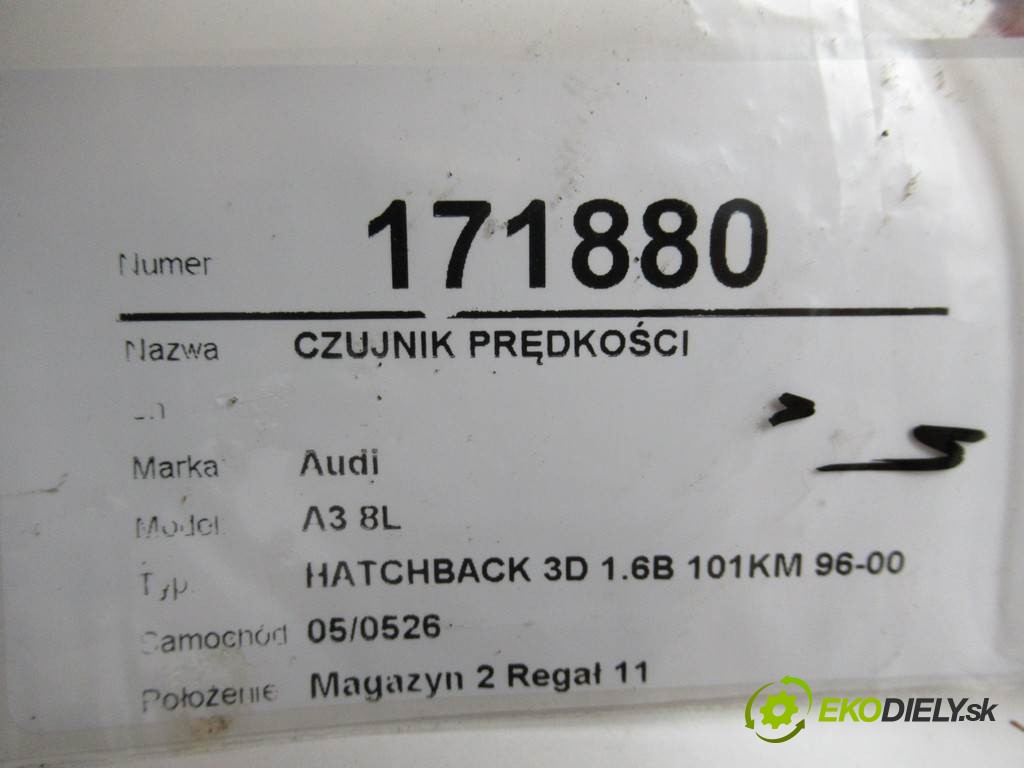 Numer 171880
Nazwa CZUJNIK PRĘDKOŚCI
Marka Audi
Model A3 8L
Typ HATCHBACK 3D 1.6B 101KM 96-00
Samochód 05/0526
Położenie Magazyn 2 Regał 11
EKODIELY.sk